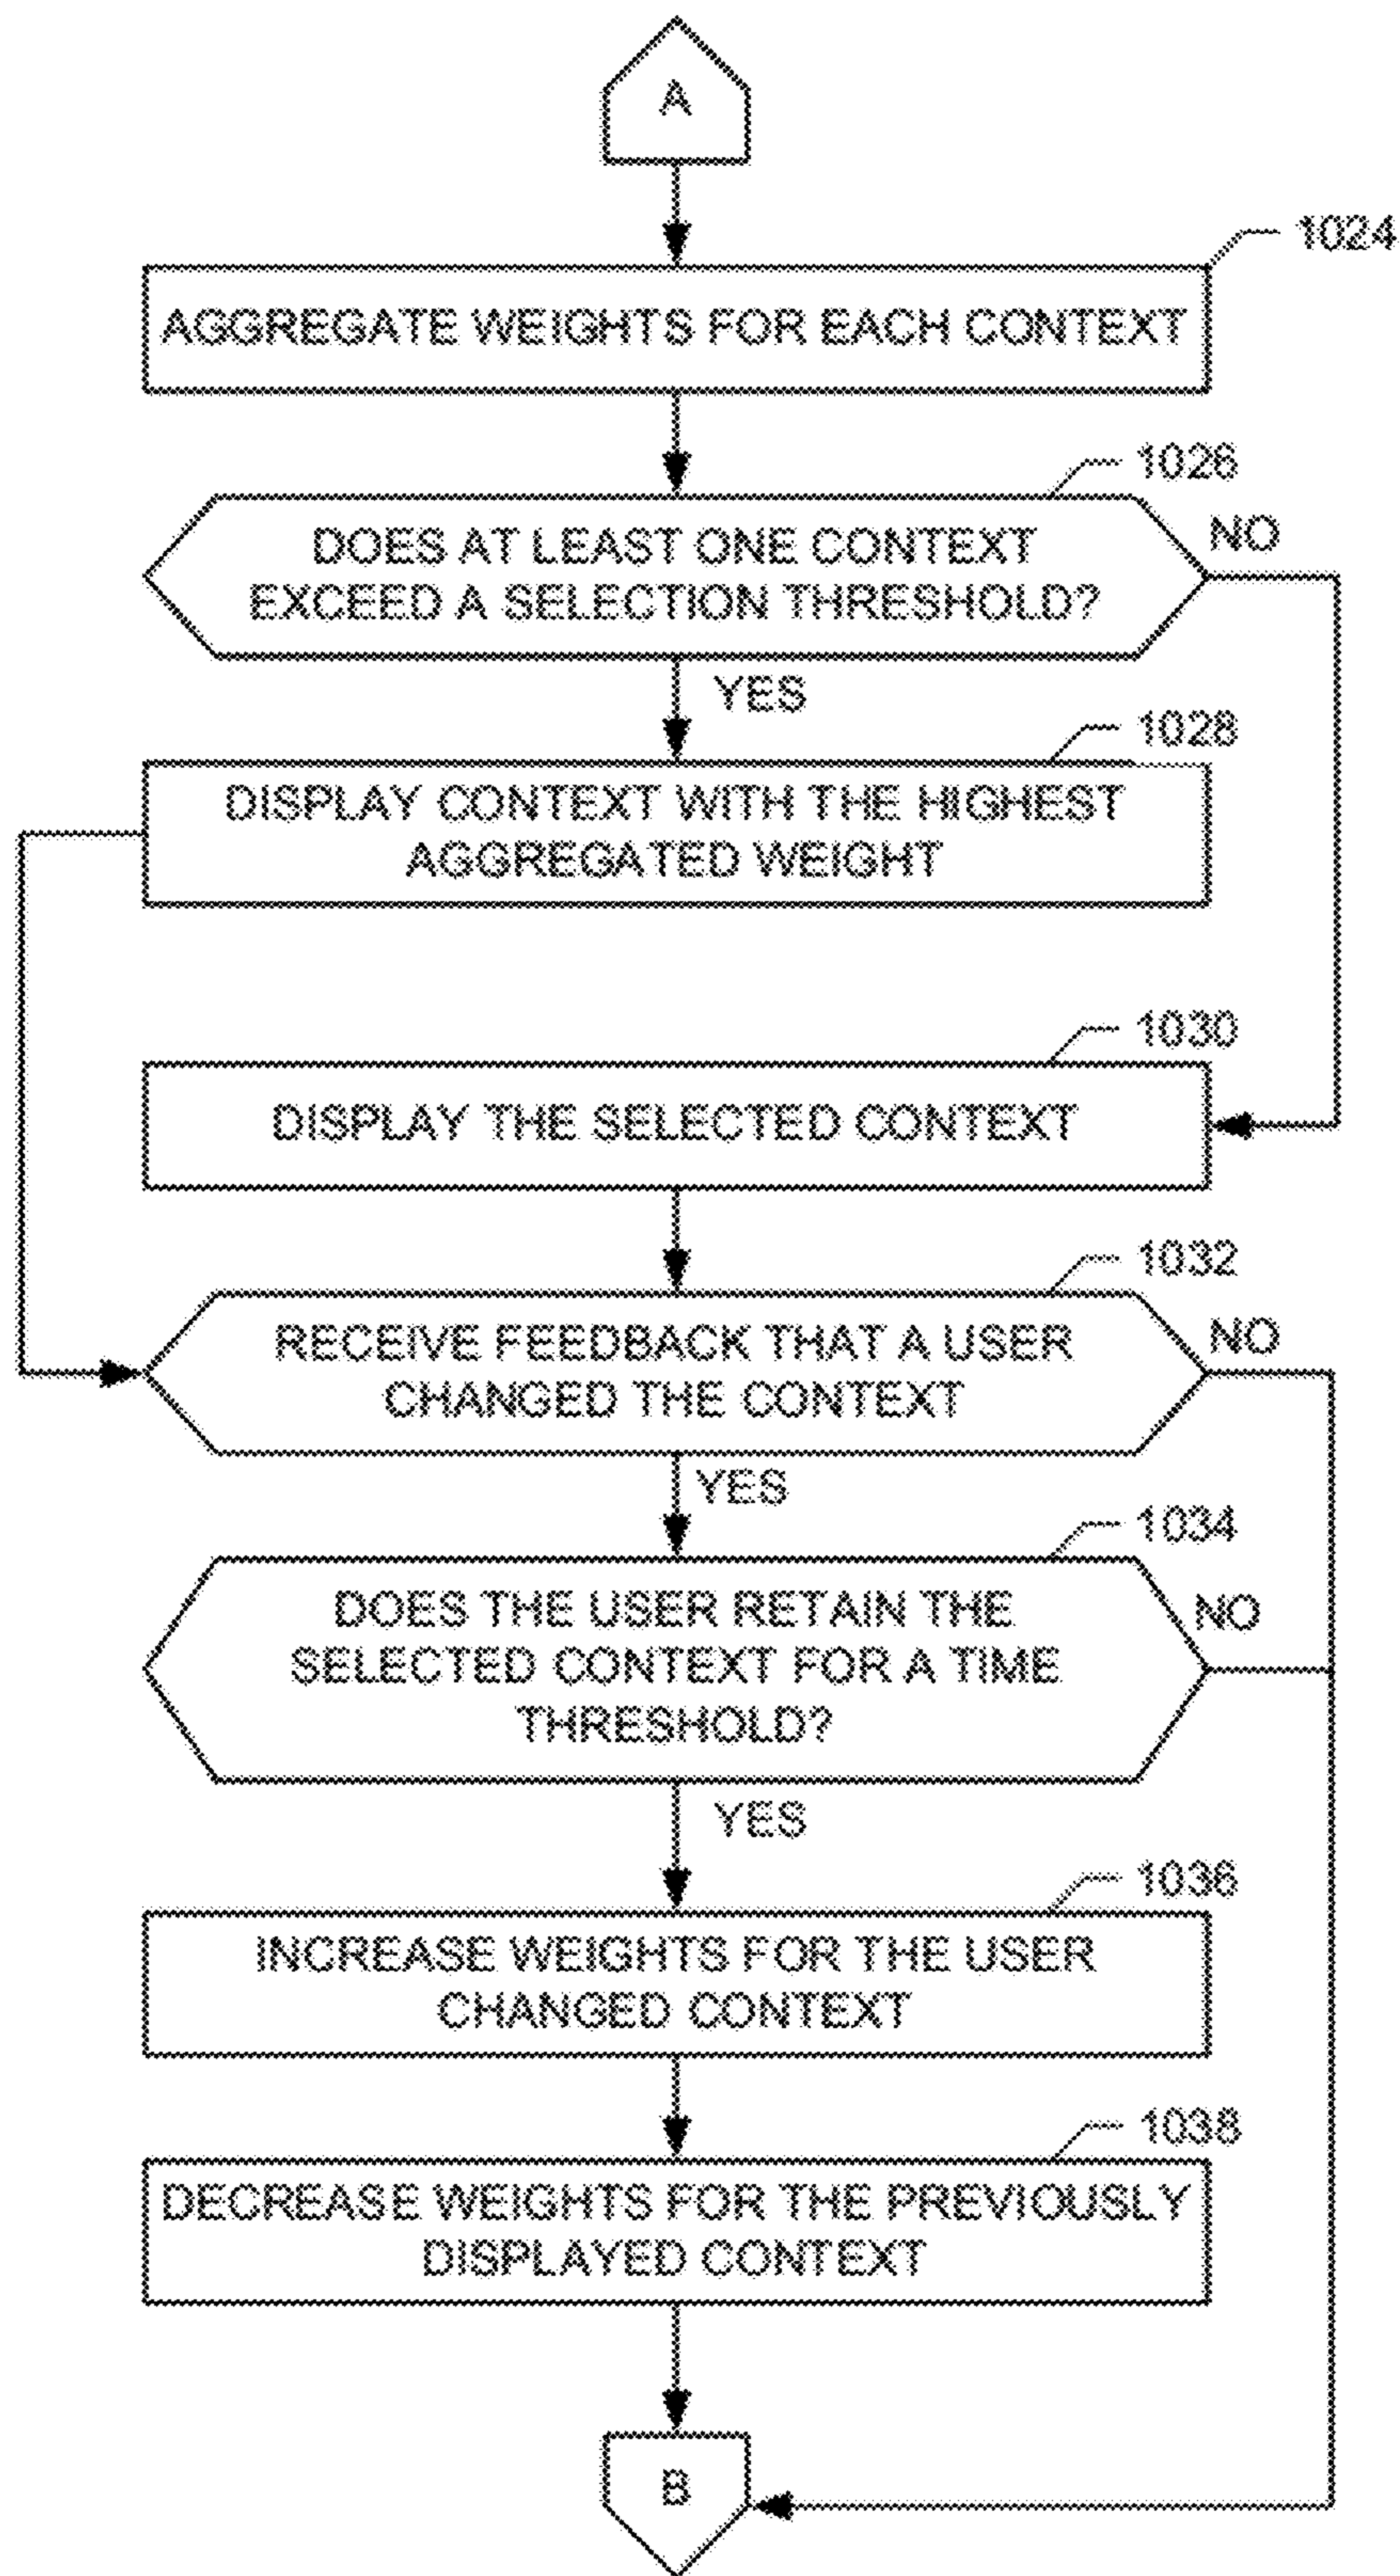 A
1024
AGGREGATE WEIGHTS FOR EACH CONTEXT
1026
DOES AT LEAST ONE CONTEXT
EXCEED A SELECTION THRESHOLD?
NO
YES
1028
DISPLAY CONTEXT WITH THE HIGHEST
AGGREGATED WEIGHT
1030
DISPLAY THE SELECTED CONTEXT
1032
RECEIVE FEEDBACK THAT A USER
CHANGED THE CONTEXT
NO
YES
1034
DOES THE USER RETAIN THE
SELECTED CONTEXT FOR A TIME
THRESHOLD?
NO
YES
1036
INCREASE WEIGHTS FOR THE USER
CHANGED CONTEXT
1038
DECREASE WEIGHTS FOR THE PREVIOUSLY
DISPLAYED CONTEXT
B